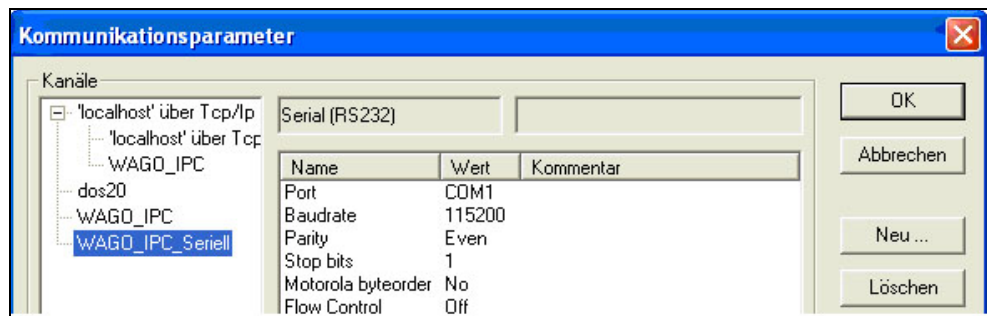 Kommunikationsparameter
Kanäle
'localhost' über Tcp/Ip
'localhost' über Tcp
WAGO_IPC
dos20
WAGO_IPC
WAGO_IPC_Seriell
Serial (RS232)
Name Wert Kommentar
Port COM1
Baudrate 115200
Parity Even
Stop bits 1
Motorola byteorder No
Flow Control Off
OK
Abbrechen
Neu ...
Löschen